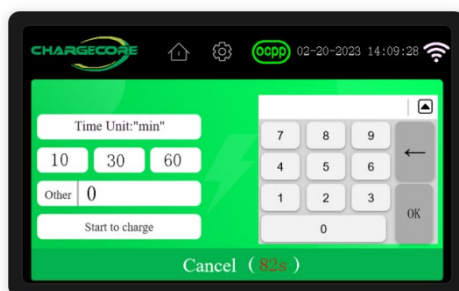 CHARGECORE
ocpp 02-20-2023 14:09:28
Time Unit:"min"
10 30 60
Other 0
Start to charge
7 8 9
4 5 6
1 2 3
0
←
OK
Cancel (82s)